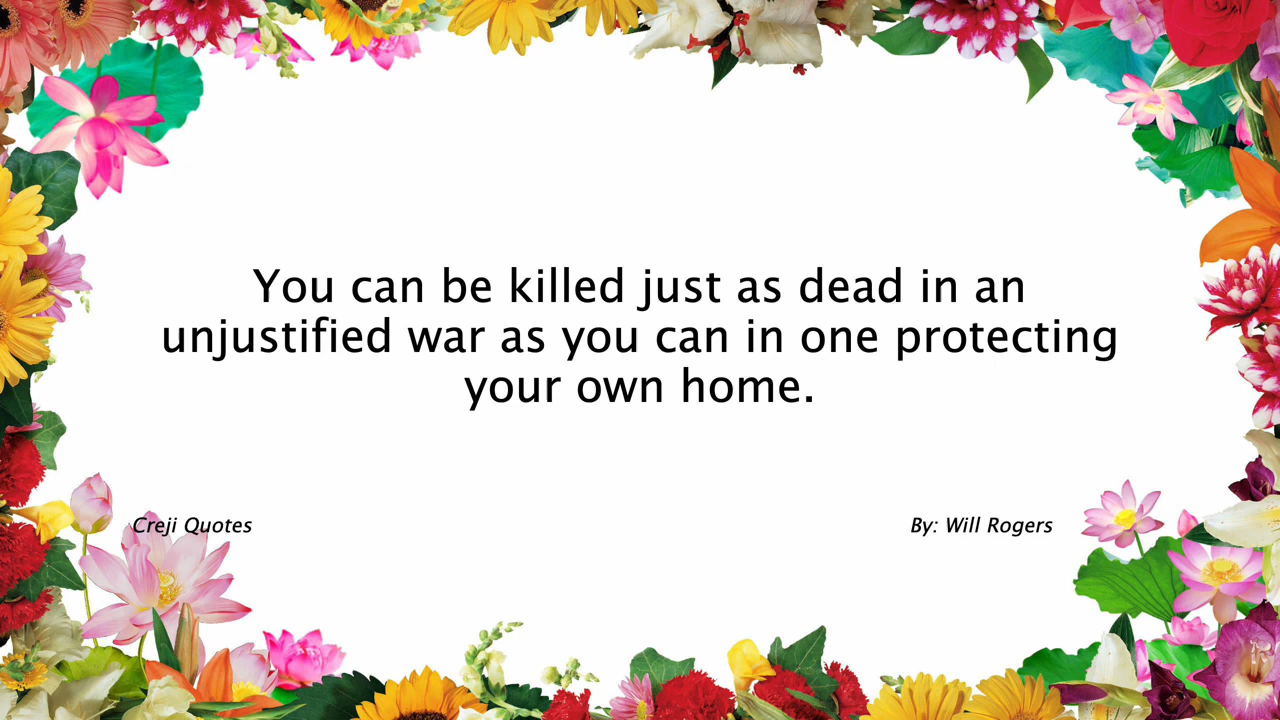 You can be killed just as dead in an
unjustified war as you can in one protecting
your own home.
Creji Quotes
By: Will Rogers